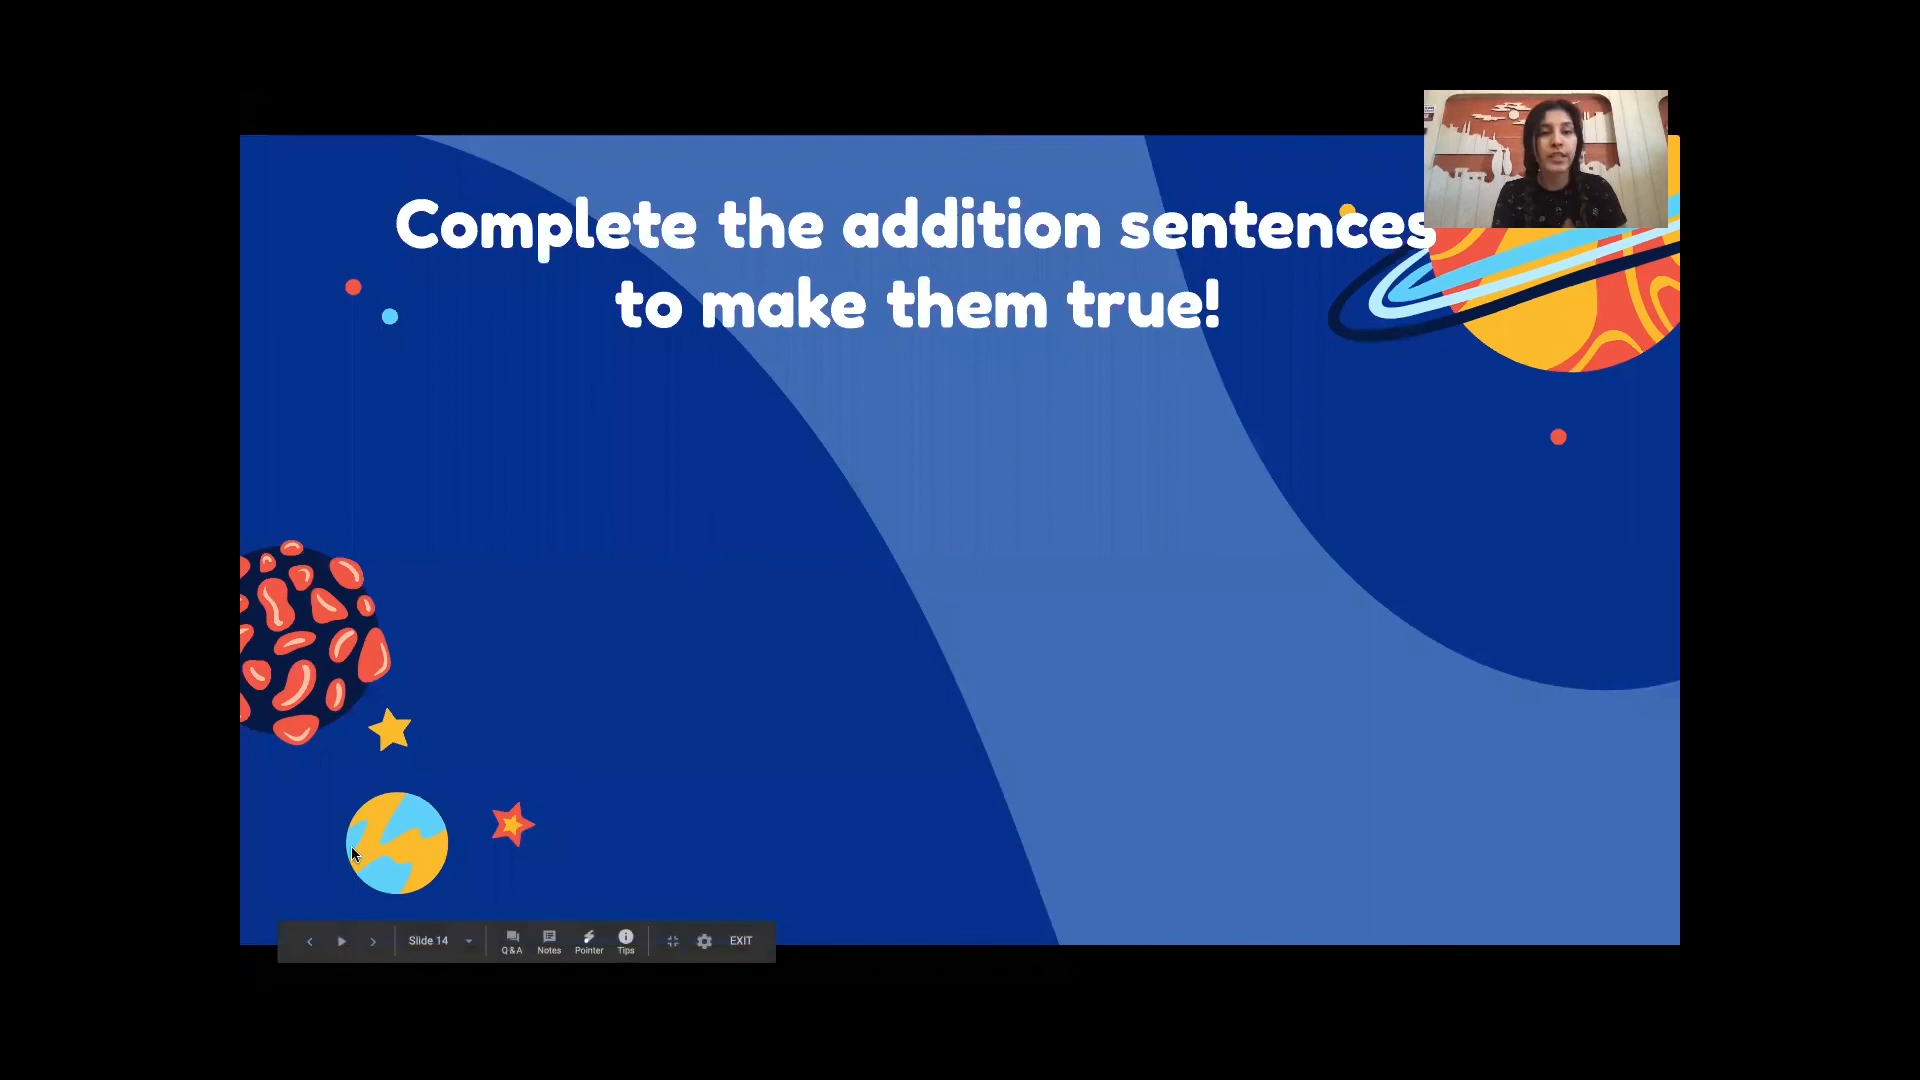 Complete the addition sentences
to make them true!
Slide 14
Q&A
Notes
Pointer
Tips
EXIT